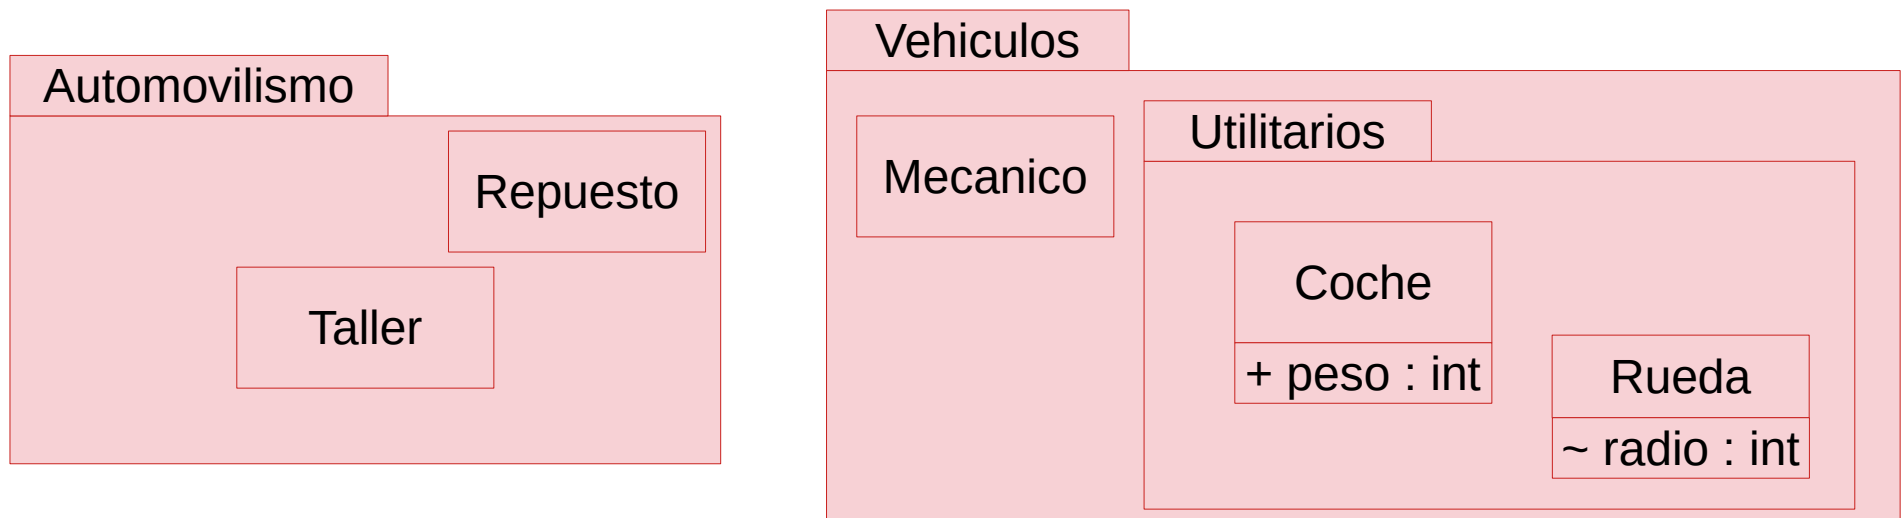 Automovilismo
Repuesto
Taller
Vehiculos
Mecanico
Utilitarios
Coche
+ peso : int
Rueda
~ radio : int